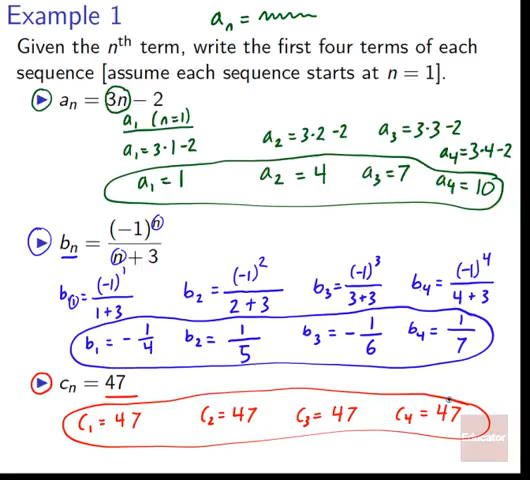 Example 1
aₙ =
Given the nᵗʰ term, write the first four terms of each
sequence [assume each sequence starts at n = 1].
aₙ = 3n − 2
a₁ (n=1)
a₁ = 3·1−2 a₂ = 3·2−2 a₃ = 3·3−2 a₄ = 3·4−2
a₁ = 1 a₂ = 4 a₃ = 7 a₄ = 10
bₙ = (−1)ⁿ / n + 3
b₁ = (−1)¹ / 1+3 b₂ = (−1)² / 2+3 b₃ = (−1)³ / 3+3 b₄ = (−1)⁴ / 4+3
b₁ = −1/4 b₂ = 1/5 b₃ = −1/6 b₄ = 1/7
cₙ = 47
C₁ = 47 C₂ = 47 C₃ = 47 C₄ = 47
Educator